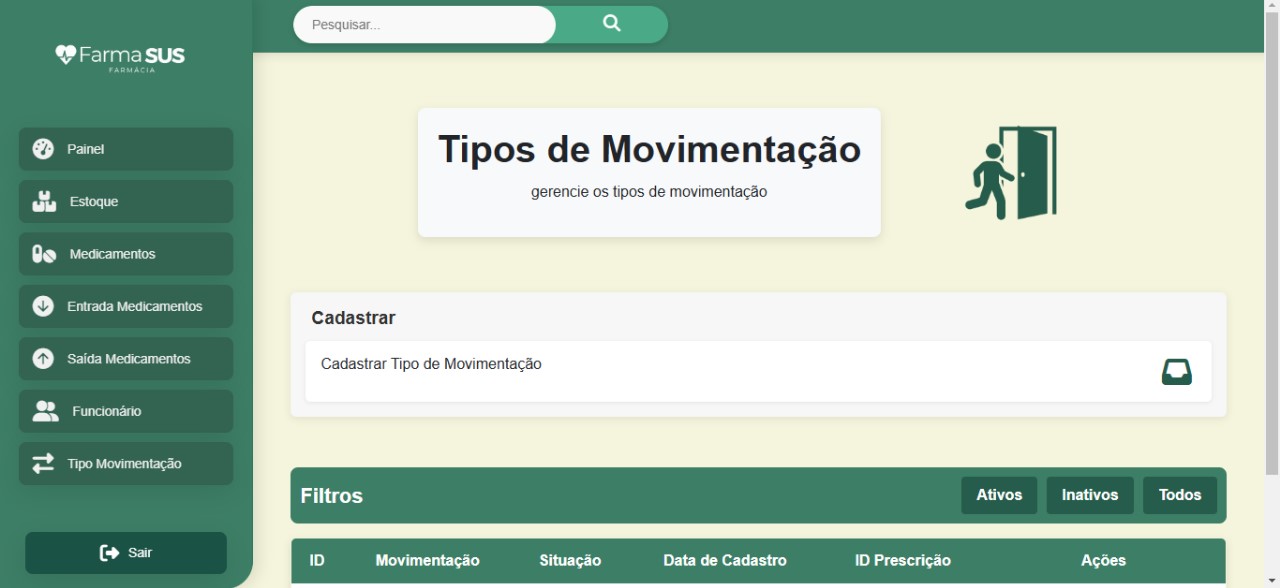 Pesquisar...
Farma SUS
FARMÁCIA
Painel
Estoque
Medicamentos
Entrada Medicamentos
Saída Medicamentos
Funcionário
Tipo Movimentação
Sair
Tipos de Movimentação
gerencie os tipos de movimentação
Cadastrar
Cadastrar Tipo de Movimentação
Filtros Ativos Inativos Todos
ID Movimentação Situação Data de Cadastro ID Prescrição Ações